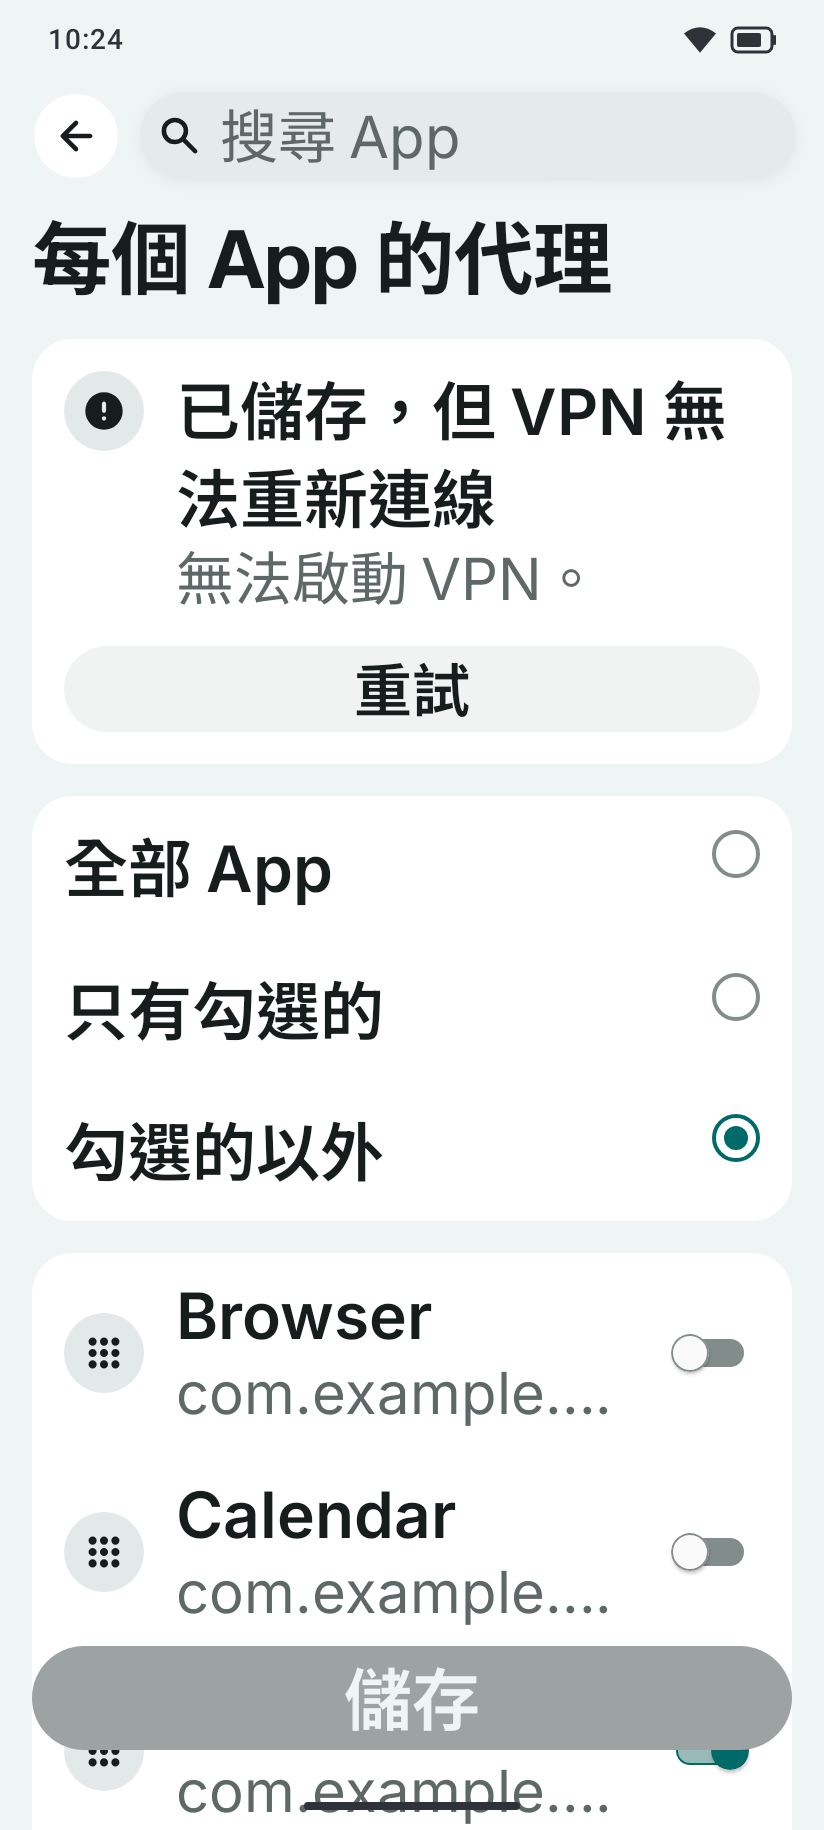 10:24
搜尋 App
每個 App 的代理
已儲存，但 VPN 無
法重新連線
無法啟動 VPN。
重試
全部 App
只有勾選的
勾選的以外
Browser
com.example....
Calendar
com.example....
儲存
com.example....